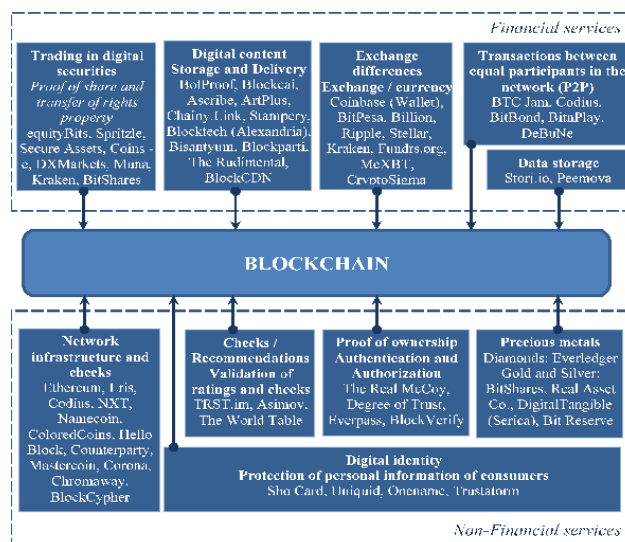 Financial services
Trading in digital
securities
Proof of share and
transfer of rights
property
equityBits. Spritzle,
Secure Assets, Coins -
e, DXMarkets, Muna,
Kraken, BitShares
Digital content
Storage and Delivery
BolProof, Blockcai,
Ascribe, ArtPlus,
Chainy.Link, Stampery,
Blocktech (Alexandria),
Bisantyum. Blockparti.
The Rudimental,
BlockCDN
Exchange
differences
Exchange / currency
Coinbase (Wallet),
BitPesa. Billion,
Ripple, Stellar,
Kraken, Fundrs.org,
MeXBT,
CryptoSigma
Transactions between
equal participants in the
network (P2P)
BTC Jam. Codius,
BitBond, BitnPlay,
DeBuNe
Data storage
Storj.io, Peemova
BLOCKCHAIN
Network
infrastructure and
checks
Ethereum, Eris,
Codius, NXT,
Namecoin,
ColoredCoins, Hello
Block, Counterparty,
Mastercoin, Corona,
Chromaway,
BlockCypher
Checks /
Recommendations
Validation of
ratings and checks
TRST.im, Asimov,
The World Table
Proof of ownership
Authentication and
Authorization
The Real McCoy,
Degree of Trust,
Everpass, BlockVerify
Precious metals
Diamonds: Everledger
Gold and Silver:
BitShares, Real Asset
Co., DigitalTangible
(Serica), Bit Reserve
Digital identity
Protection of personal information of consumers
Sho Card, Uniquid, Onename, Trustatom
Non-Financial services